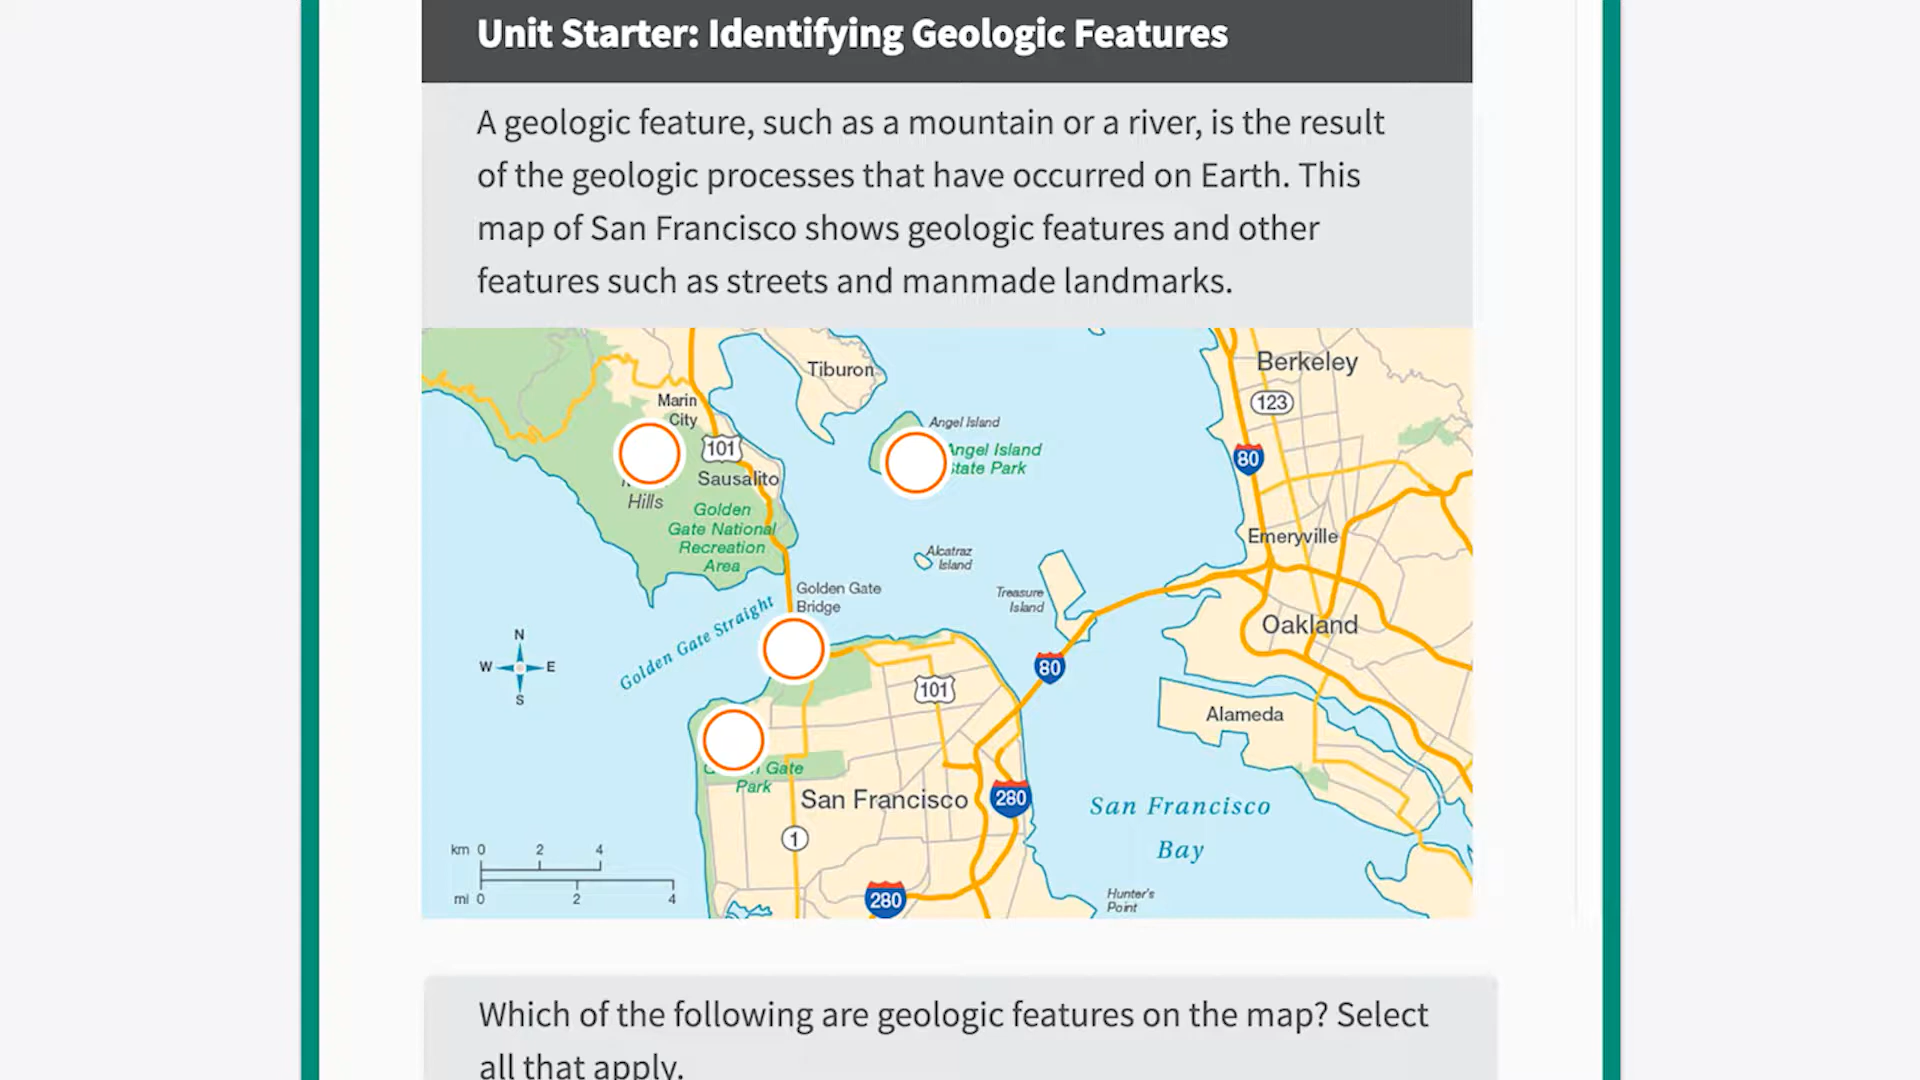 Unit Starter: Identifying Geologic Features
A geologic feature, such as a mountain or a river, is the result
of the geologic processes that have occurred on Earth. This
map of San Francisco shows geologic features and other
features such as streets and manmade landmarks.
Tiburon
Berkeley
123
Marin
City
Angel Island
101
Angel Island
State Park
80
Sausalito
Hills
Golden
Gate National
Recreation
Area
Emeryville
Alcatraz
Island
Golden Gate
Bridge
Treasure
Island
Golden Gate Straight
Oakland
N
W E
S
80
101
Alameda
Gate
Park
San Francisco
280
San Francisco
Bay
1
km 0 2 4
mi 0 2 4
280
Hunter's
Point
Which of the following are geologic features on the map? Select
all that apply.